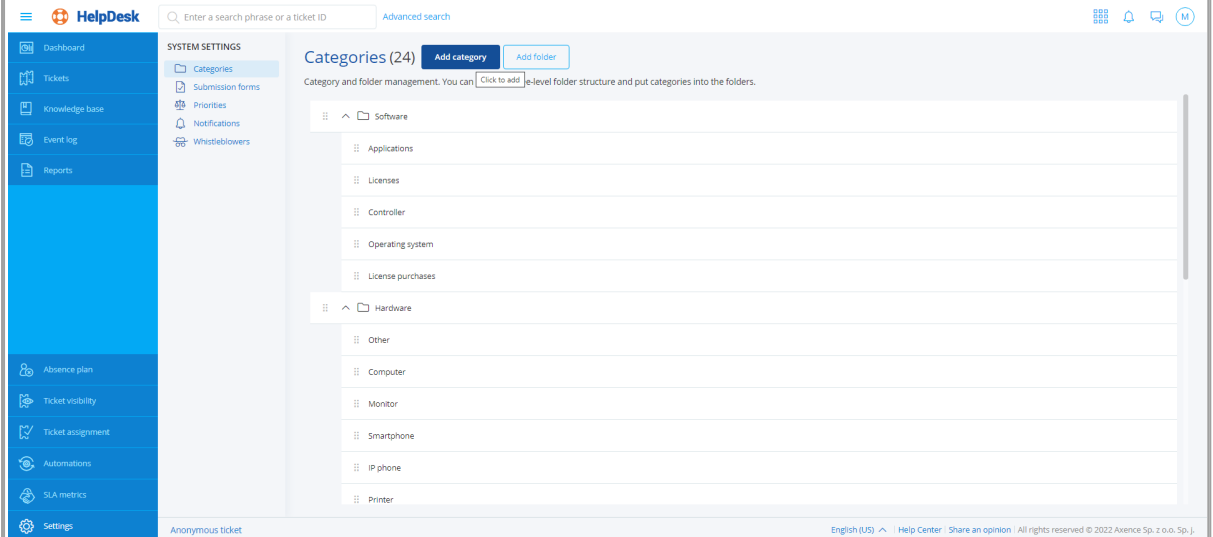 HelpDesk
Enter a search phrase or a ticket ID
Advanced search
M
Dashboard
Tickets
Knowledge base
Event log
Reports
Absence plan
Ticket visibility
Ticket assignment
Automations
SLA metrics
Settings
SYSTEM SETTINGS
Categories
Submission forms
Priorities
Notifications
Whistleblowers
Categories (24)
Add category
Add folder
Category and folder management. You can
Click to add
e-level folder structure and put categories into the folders.
Software
Applications
Licenses
Controller
Operating system
License purchases
Hardware
Other
Computer
Monitor
Smartphone
IP phone
Printer
Anonymous ticket
English (US)
Help Center | Share an opinion | All rights reserved © 2022 Axence Sp. z o.o. Sp. j.